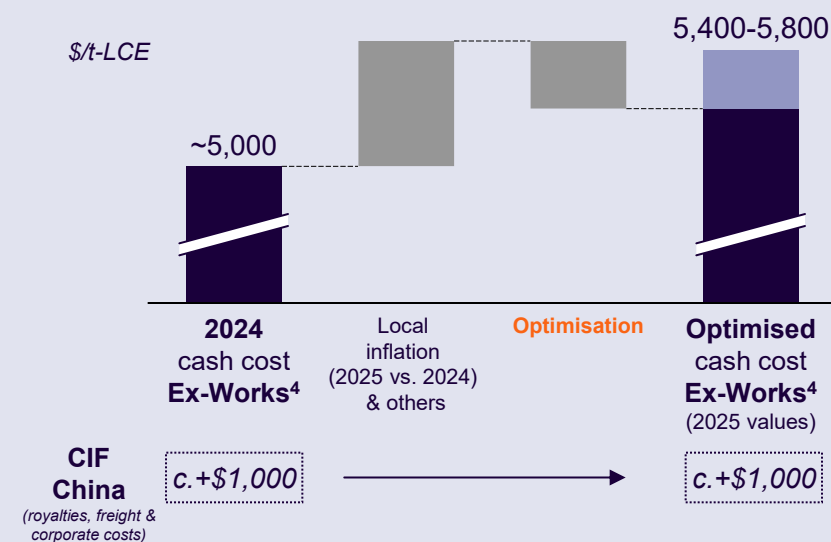 $/t-LCE
~5,000
5,400-5,800
2024
cash cost
Ex-Works⁴
Local
inflation
(2025 vs. 2024)
& others
Optimisation
Optimised
cash cost
Ex-Works⁴
(2025 values)
CIF
China
(royalties, freight &
corporate costs)
c.+$1,000
c.+$1,000